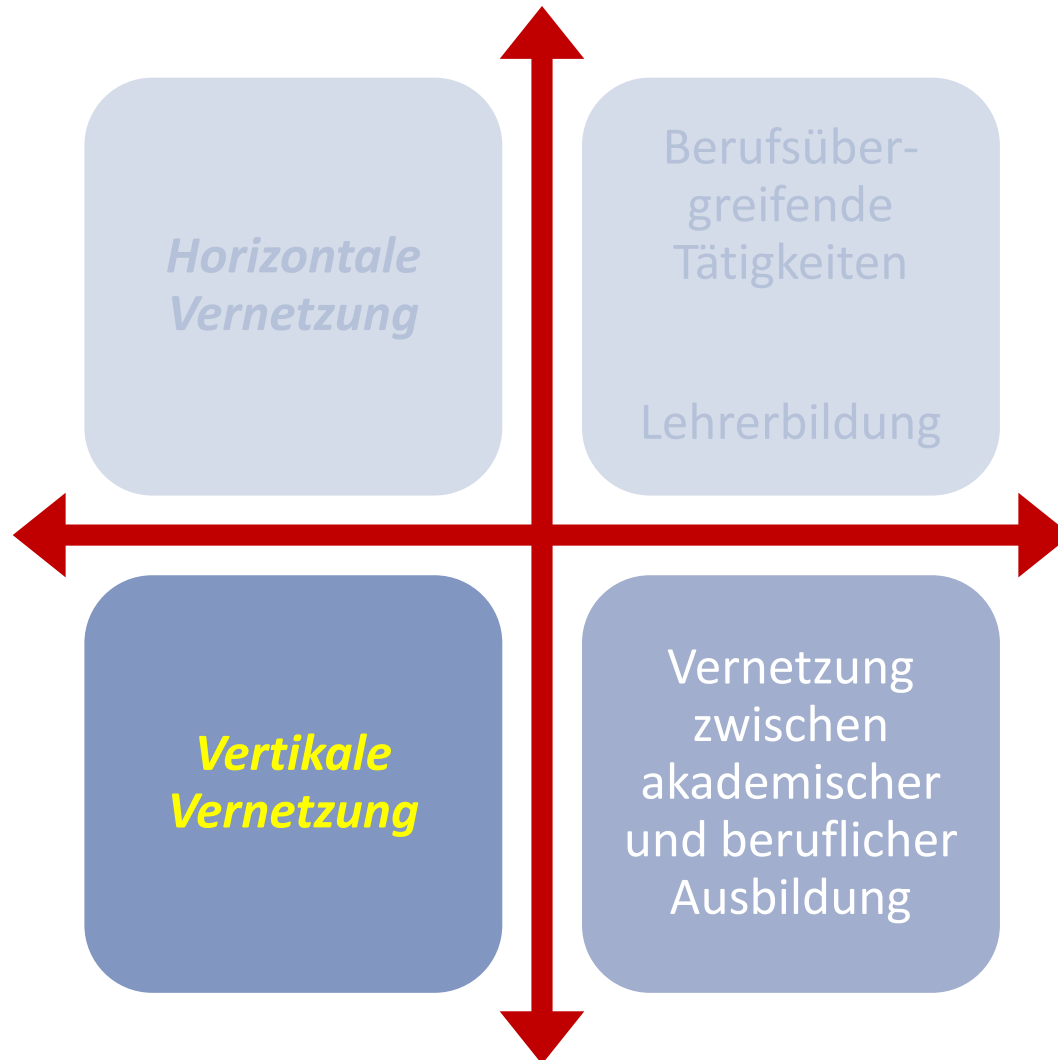 Horizontale
Vernetzung
Berufsüber-
greifende
Tätigkeiten
Lehrerbildung
Vertikale
Vernetzung
Vernetzung
zwischen
akademischer
und beruflicher
Ausbildung